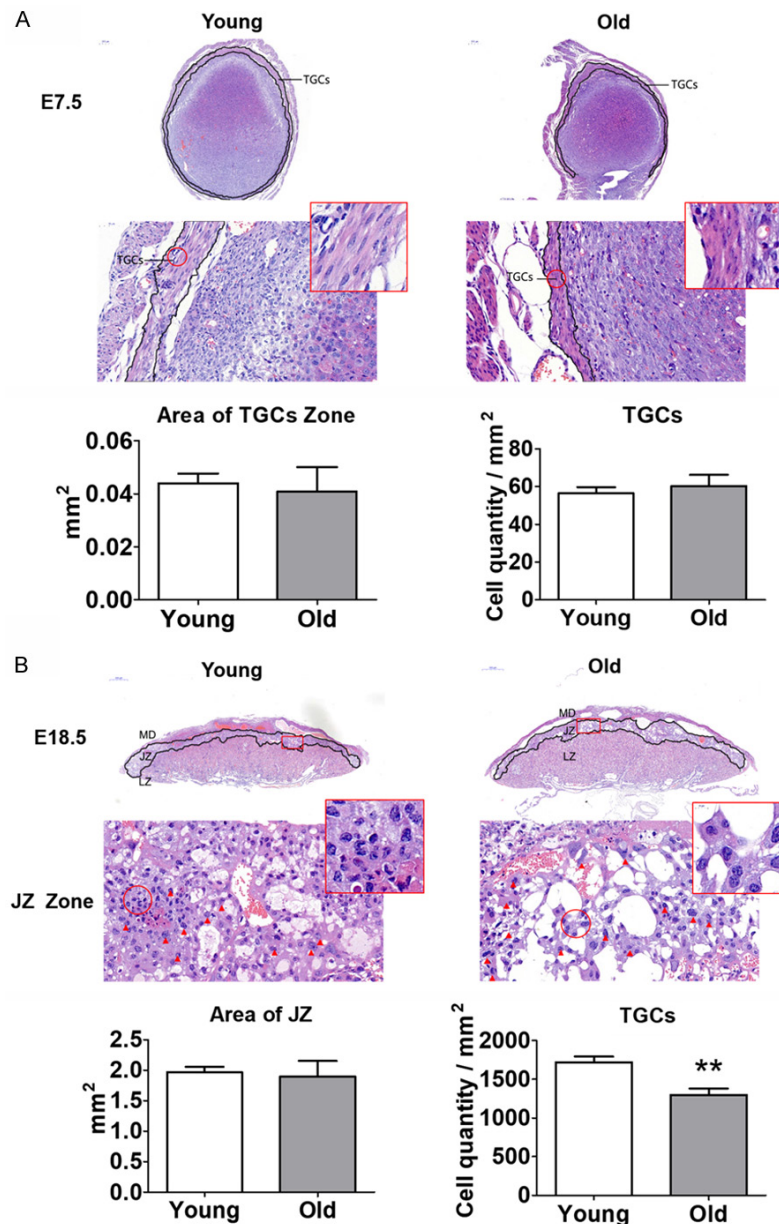 A
Young
Old
E7.5
TGCs
TGCs
TGCs
TGCs
Area of TGCs Zone
mm²
0.06
0.04
0.02
0.00
Young
Old
TGCs
Cell quantity / mm²
80
60
40
20
0
Young
Old
B
Young
Old
E18.5
MD
JZ
LZ
MD
JZ
LZ
JZ Zone
Area of JZ
mm²
2.5
2.0
1.5
1.0
0.5
0.0
Young
Old
TGCs
Cell quantity / mm²
2000
1500
1000
500
0
**
Young
Old